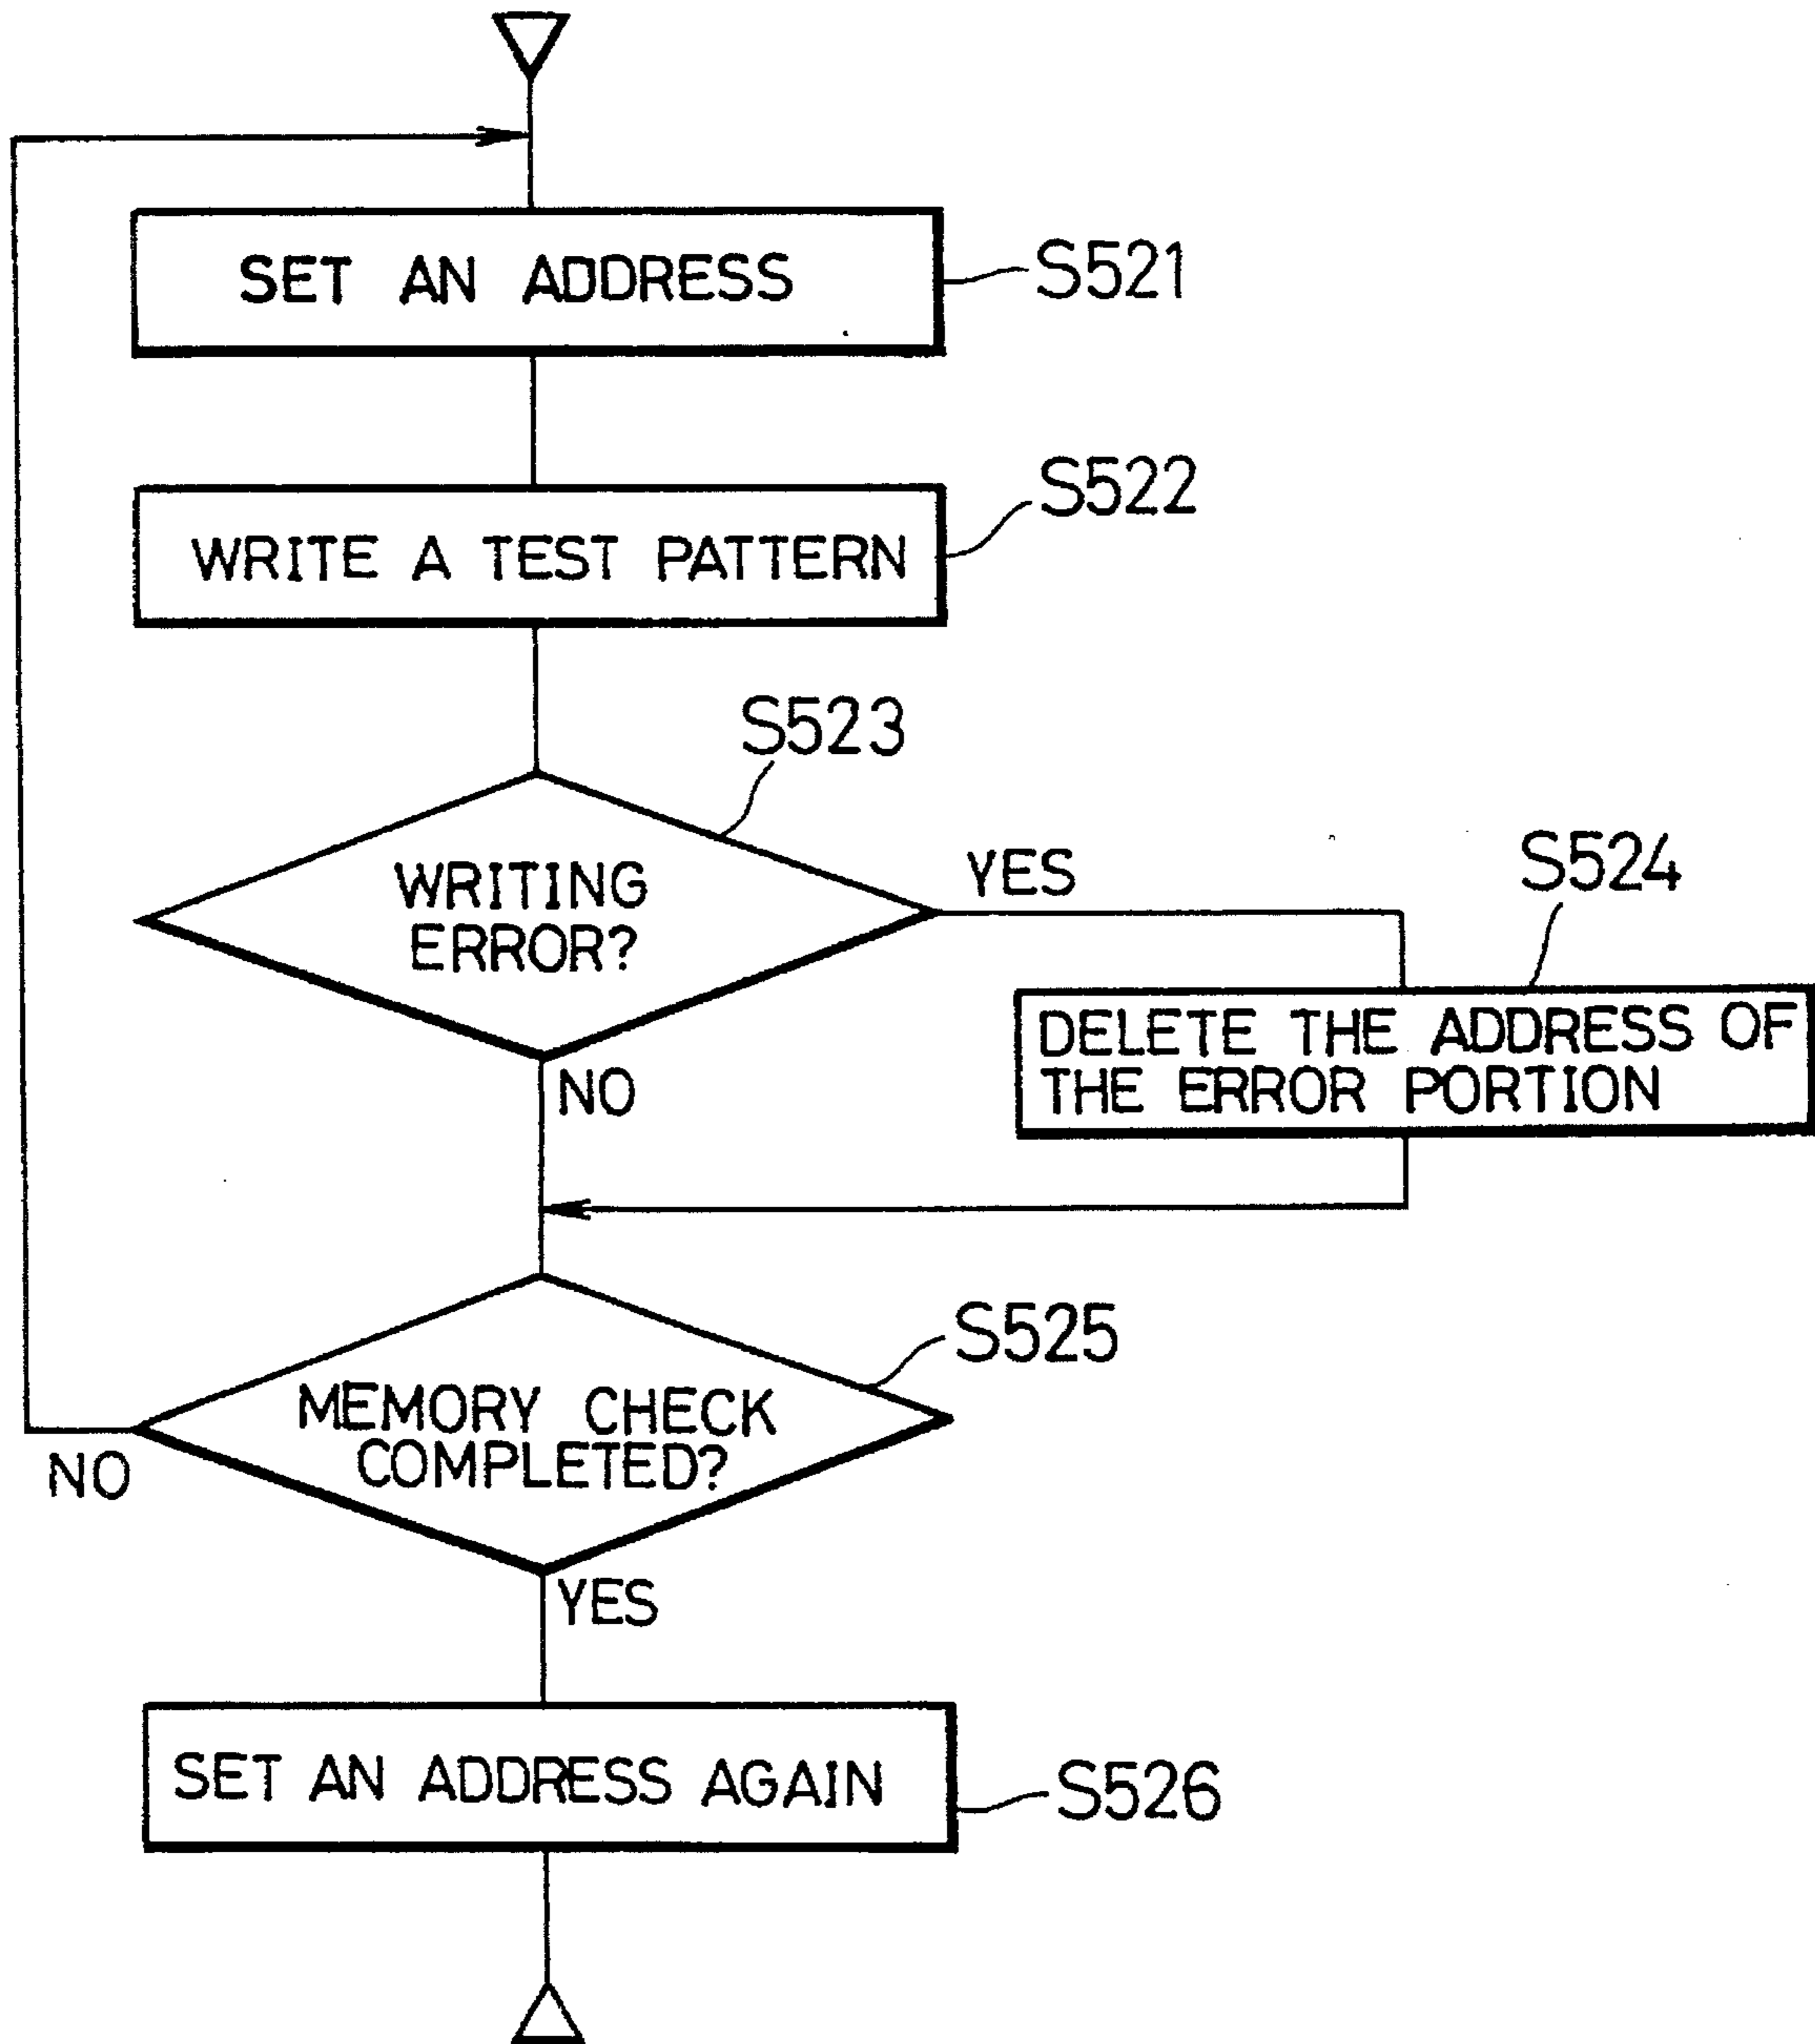 SET AN ADDRESS
S521
S522
WRITE A TEST PATTERN
S523
WRITING
ERROR?
YES
S524
DELETE THE ADDRESS OF
THE ERROR PORTION
NO
S525
MEMORY CHECK
COMPLETED?
NO
YES
SET AN ADDRESS AGAIN
S526